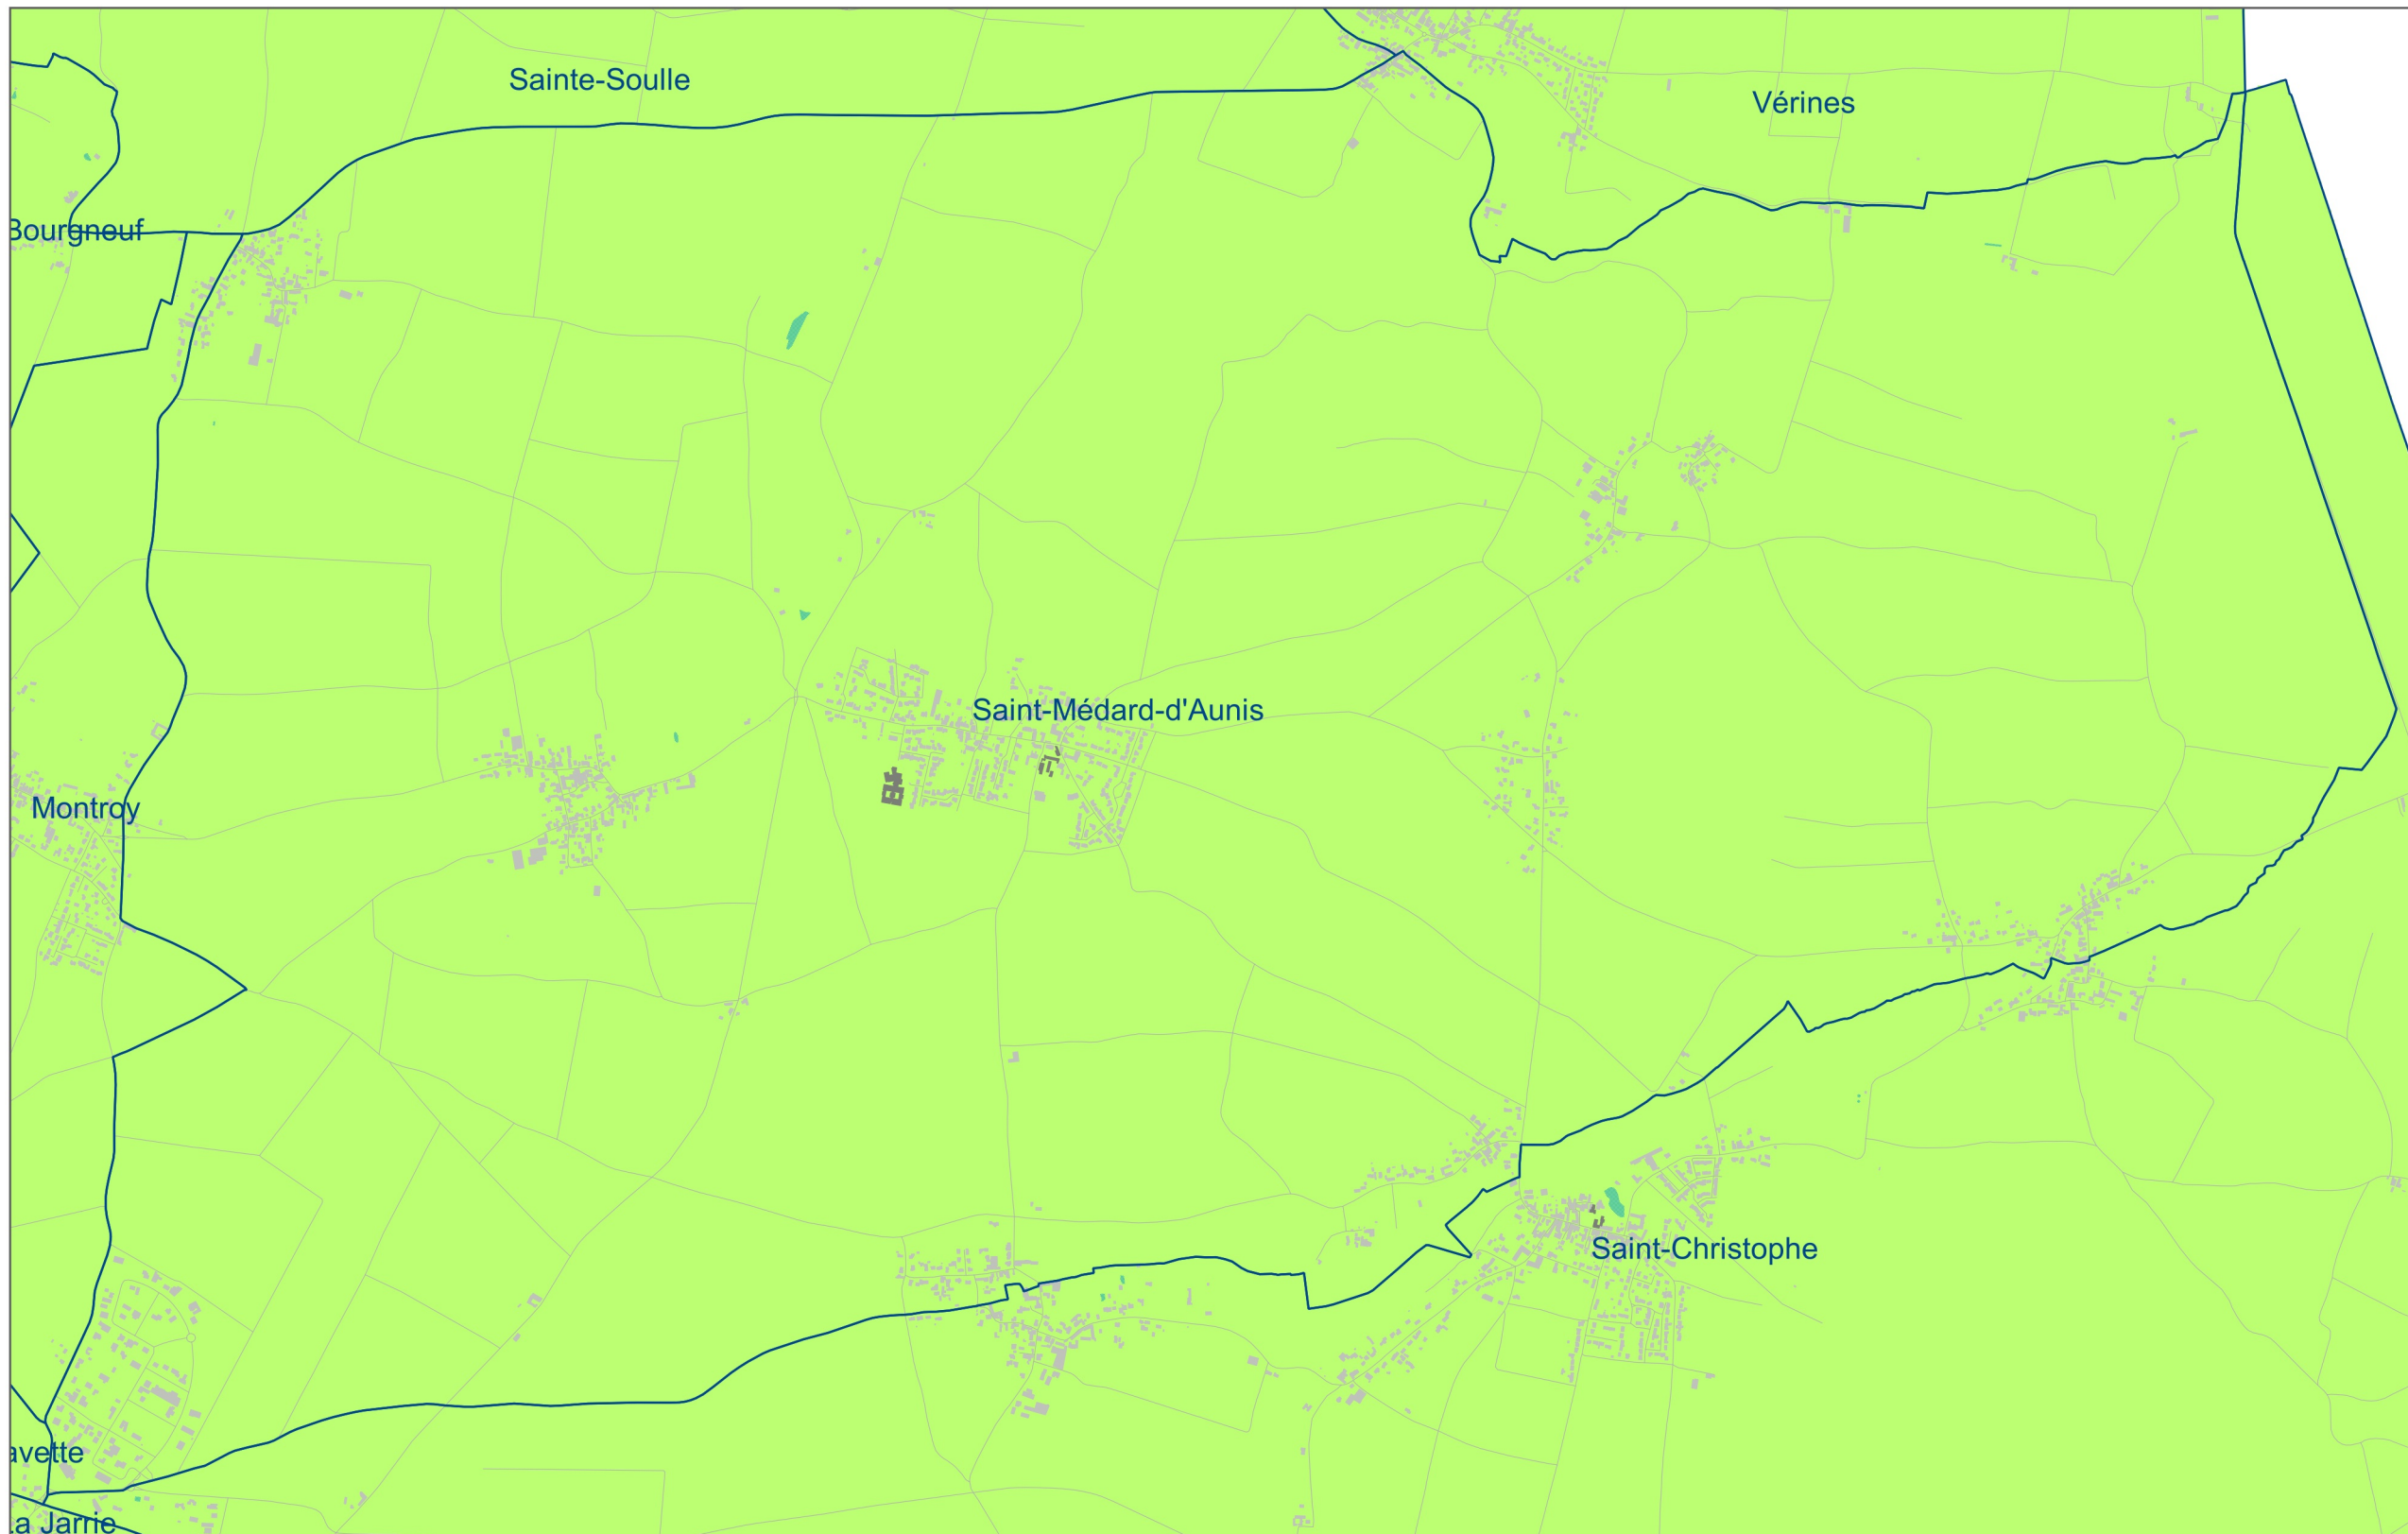 Sainte-Soulle
Vérines
Bourgneuf
Saint-Médard-d'Aunis
Montroy
Saint-Christophe
avette
a Jarrie